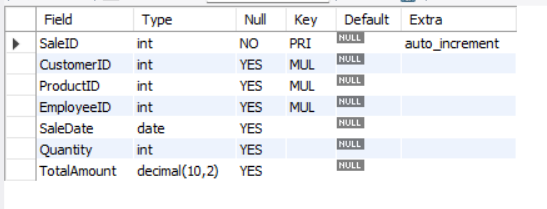 Field Type Null Key Default Extra
SaleID int NO PRI NULL auto_increment
CustomerID int YES MUL NULL
ProductID int YES MUL NULL
EmployeeID int YES MUL NULL
SaleDate date YES NULL
Quantity int YES NULL
TotalAmount decimal(10,2) YES NULL